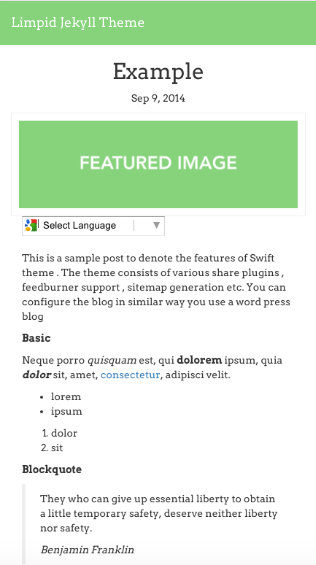 Limpid Jekyll Theme
Example
Sep 9, 2014
FEATURED IMAGE
Select Language
This is a sample post to denote the features of Swift
theme . The theme consists of various share plugins ,
feedburner support , sitemap generation etc. You can
configure the blog in similar way you use a word press
blog
Basic
Neque porro quisquam est, qui dolorem ipsum, quia
dolor sit, amet, consectetur, adipisci velit.
• lorem
• ipsum
1. dolor
2. sit
Blockquote
They who can give up essential liberty to obtain
a little temporary safety, deserve neither liberty
nor safety.
Benjamin Franklin